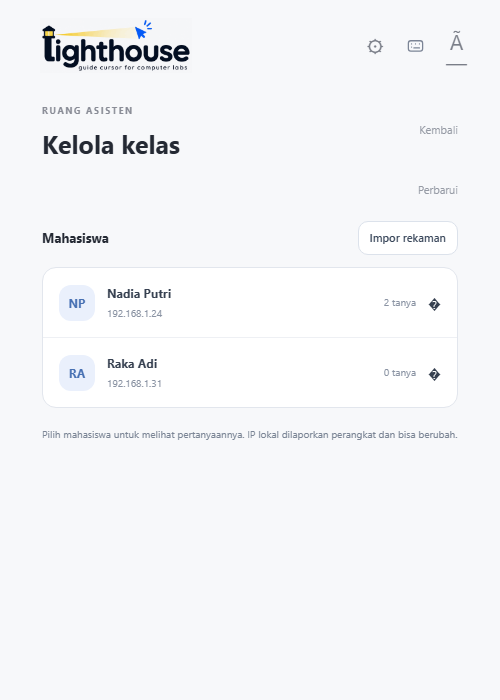 lighthouse
guide cursor for computer labs
Ã
RUANG ASISTEN
Kelola kelas
Kembali
Perbarui
Mahasiswa
Impor rekaman
NP
Nadia Putri
192.168.1.24
2 tanya
�
RA
Raka Adi
192.168.1.31
0 tanya
�
Pilih mahasiswa untuk melihat pertanyaannya. IP lokal dilaporkan perangkat dan bisa berubah.